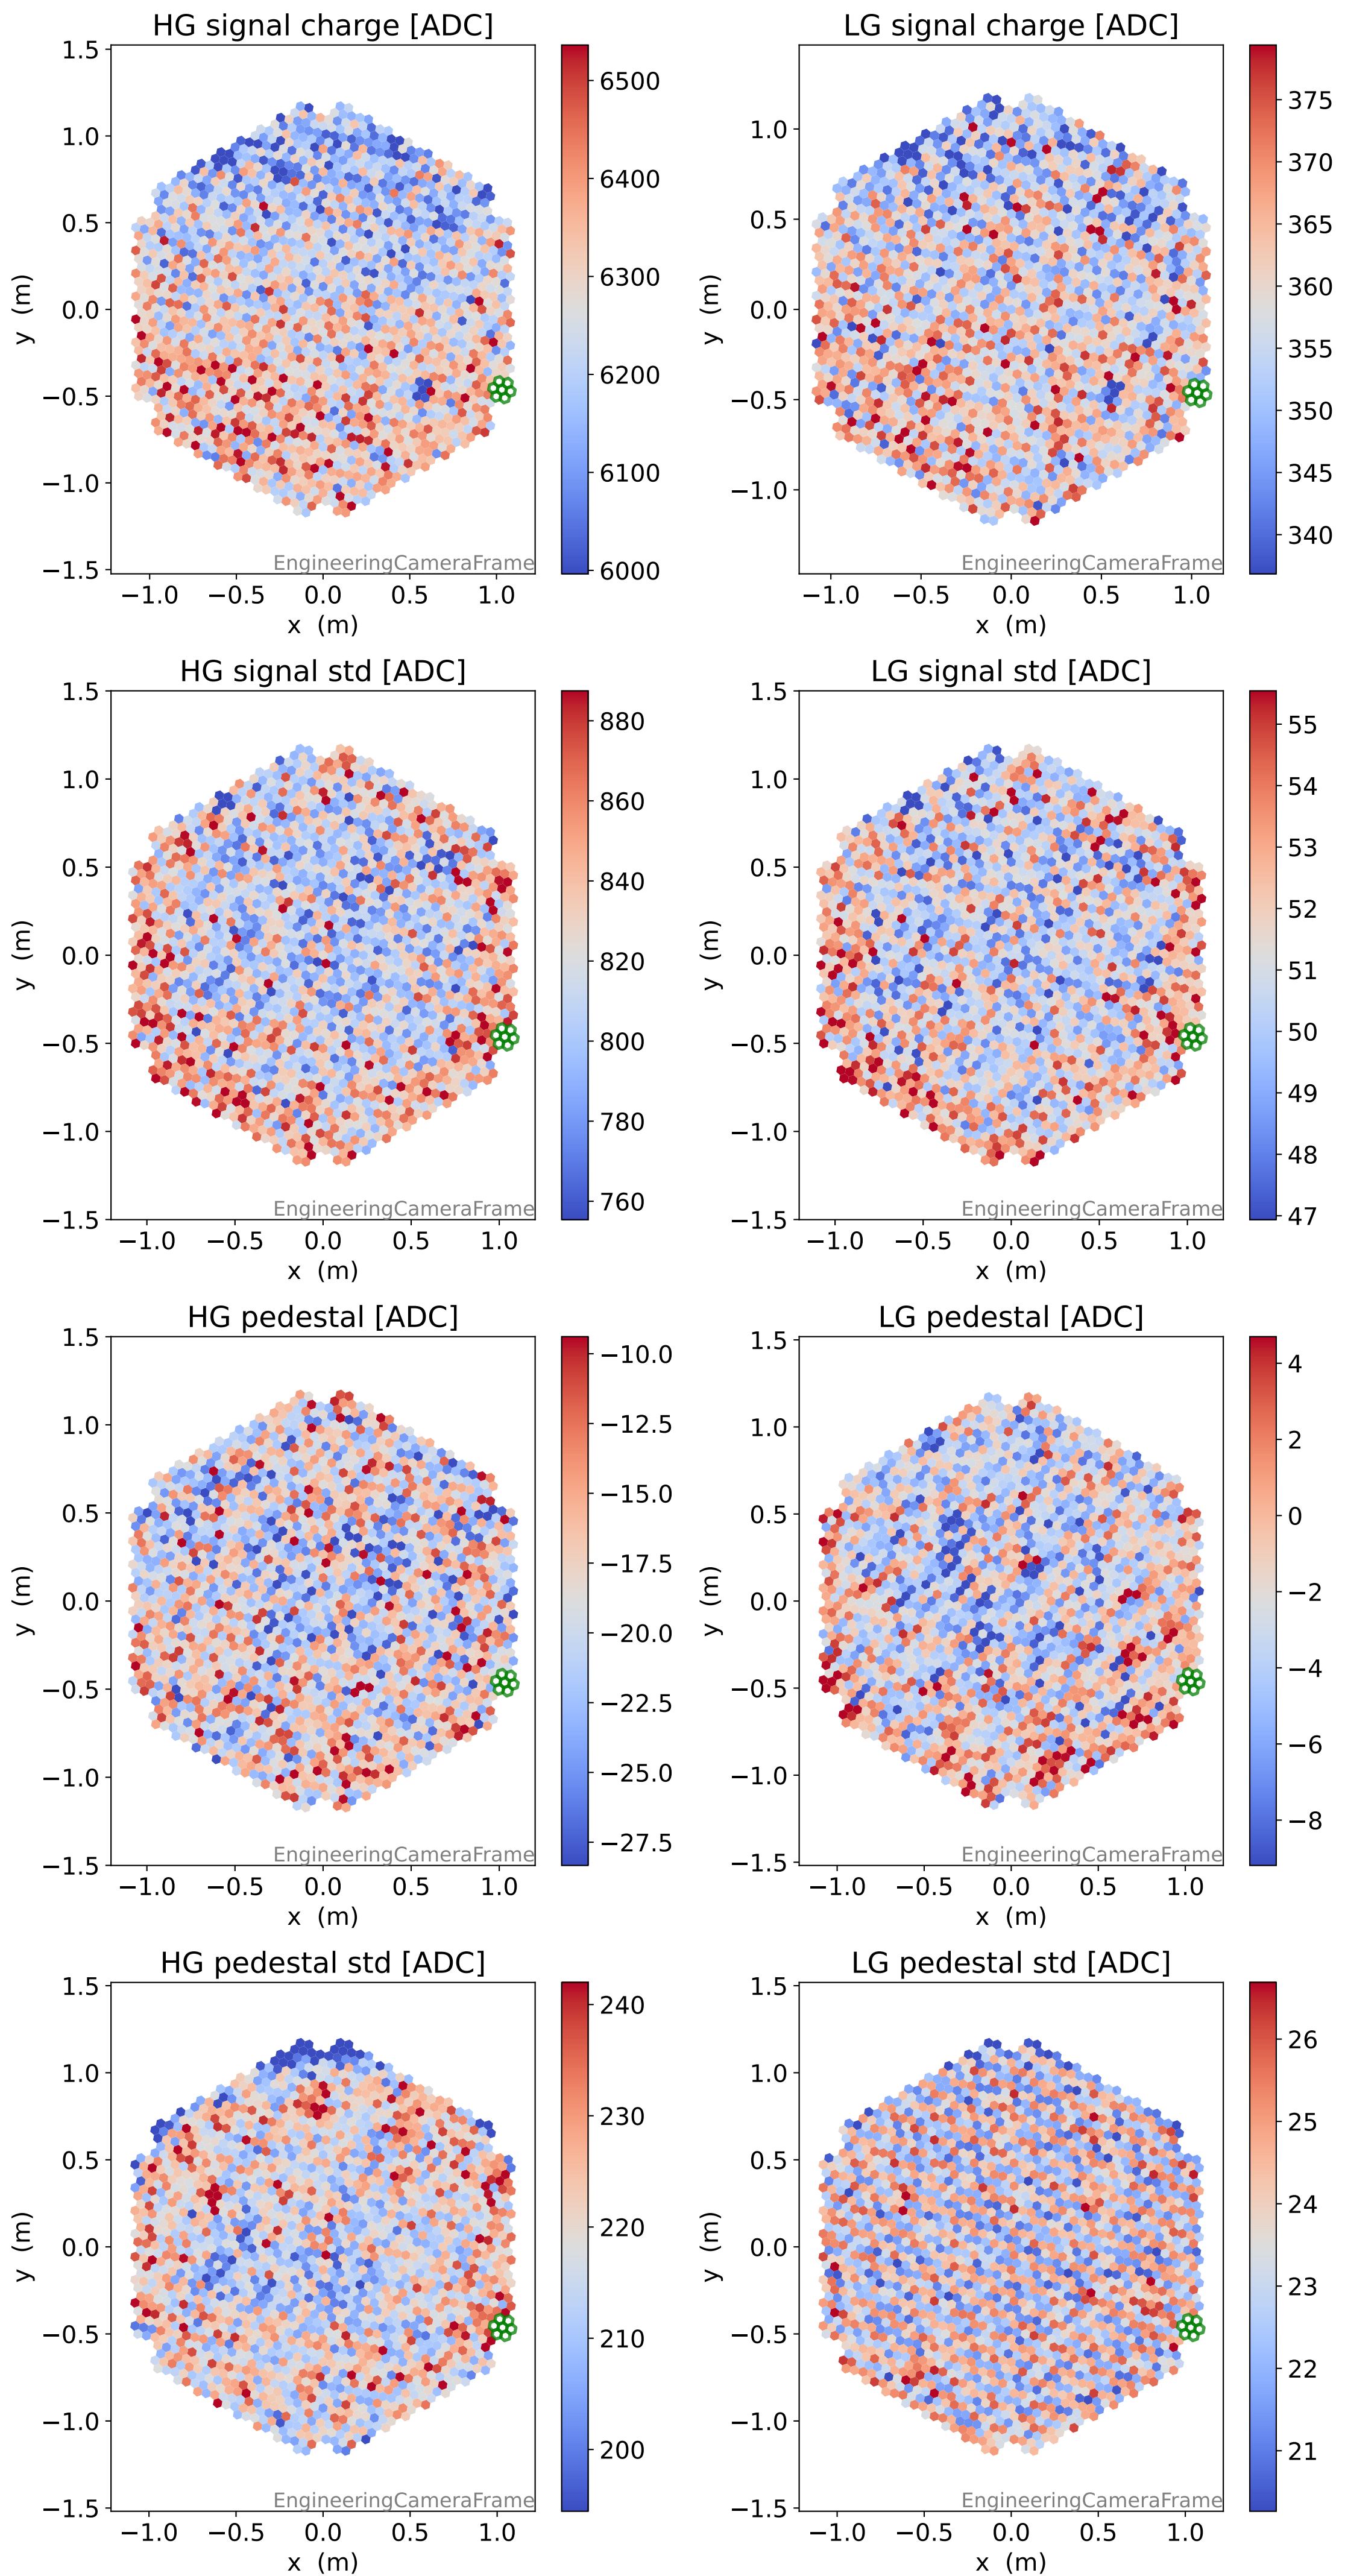 HG signal charge [ADC]
1.5
1.0
0.5
0.0
−0.5
−1.0
−1.5
y (m)
−1.0 −0.5 0.0 0.5 1.0
x (m)
EngineeringCameraFrame
6500
6400
6300
6200
6100
6000
LG signal charge [ADC]
1.0
0.5
0.0
−0.5
−1.0
y (m)
−1.0 −0.5 0.0 0.5 1.0
x (m)
EngineeringCameraFrame
375
370
365
360
355
350
345
340
HG signal std [ADC]
1.5
1.0
0.5
0.0
−0.5
−1.0
−1.5
y (m)
−1.0 −0.5 0.0 0.5 1.0
x (m)
EngineeringCameraFrame
880
860
840
820
800
780
760
LG signal std [ADC]
1.5
1.0
0.5
0.0
−0.5
−1.0
−1.5
y (m)
−1.0 −0.5 0.0 0.5 1.0
x (m)
EngineeringCameraFrame
55
54
53
52
51
50
49
48
47
HG pedestal [ADC]
1.5
1.0
0.5
0.0
−0.5
−1.0
−1.5
y (m)
−1.0 −0.5 0.0 0.5 1.0
x (m)
EngineeringCameraFrame
−10.0
−12.5
−15.0
−17.5
−20.0
−22.5
−25.0
−27.5
LG pedestal [ADC]
1.5
1.0
0.5
0.0
−0.5
−1.0
−1.5
y (m)
−1.0 −0.5 0.0 0.5 1.0
x (m)
EngineeringCameraFrame
4
2
0
−2
−4
−6
−8
HG pedestal std [ADC]
1.5
1.0
0.5
0.0
−0.5
−1.0
−1.5
y (m)
−1.0 −0.5 0.0 0.5 1.0
x (m)
EngineeringCameraFrame
240
230
220
210
200
LG pedestal std [ADC]
1.5
1.0
0.5
0.0
−0.5
−1.0
−1.5
y (m)
−1.0 −0.5 0.0 0.5 1.0
x (m)
EngineeringCameraFrame
26
25
24
23
22
21